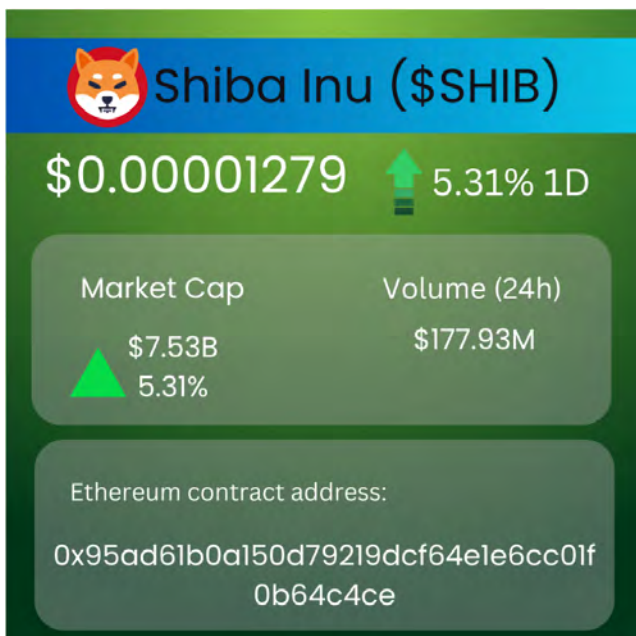 Shiba Inu ($SHIB)
$0.00001279
5.31% 1D
Market Cap
Volume (24h)
$7.53B
$177.93M
5.31%
Ethereum contract address:
0x95ad61b0a150d79219dcf64e1e6cc01f
0b64c4ce